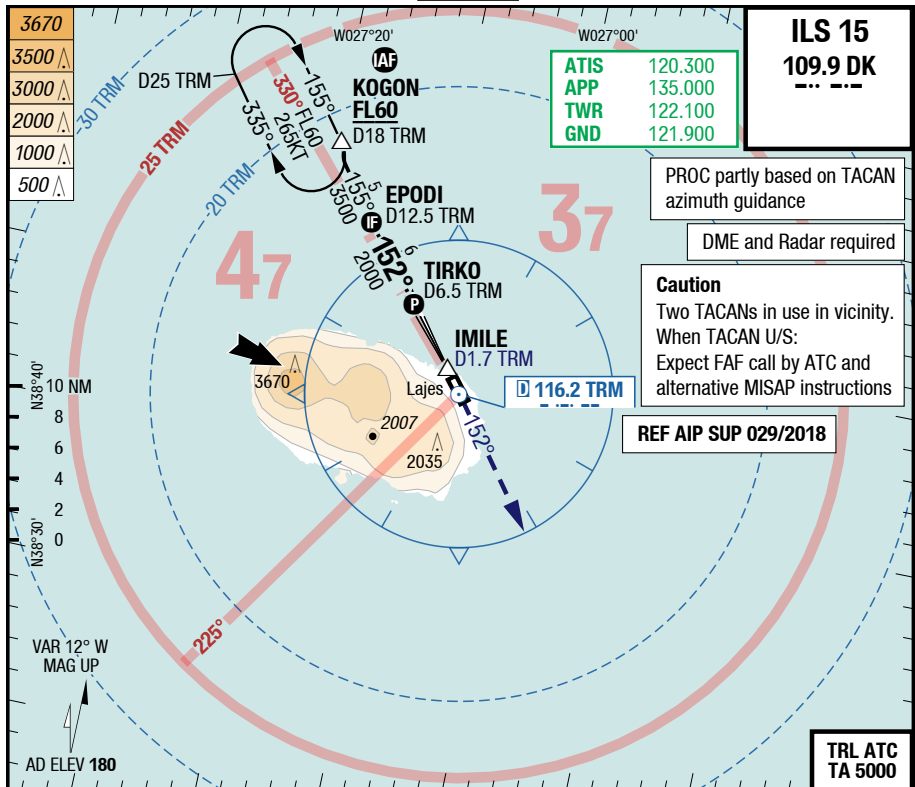 3670
3500
3000
2000
1000
500
D25 TRM
30 TRM
25 TRM
20 TRM
W027°20'
W027°00'
IAF
KOGON
FL60
D18 TRM
155°
330°
FL60
265KT
335°
155°
5
3500
IF
EPODI
D12.5 TRM
152°
6
2000
P
TIRKO
D6.5 TRM
IMILE
D1.7 TRM
47
37
ILS 15
109.9 DK
ATIS 120.300
APP 135.000
TWR 122.100
GND 121.900
PROC partly based on TACAN
azimuth guidance
DME and Radar required
Caution
Two TACANs in use in vicinity.
When TACAN U/S:
Expect FAF call by ATC and
alternative MISAP instructions
REF AIP SUP 029/2018
Lajes
D 116.2 TRM
3670
2007
2035
152°
225°
N38°40'
10 NM
8
6
4
2
0
N38°30'
VAR 12° W
MAG UP
AD ELEV 180
TRL ATC
TA 5000